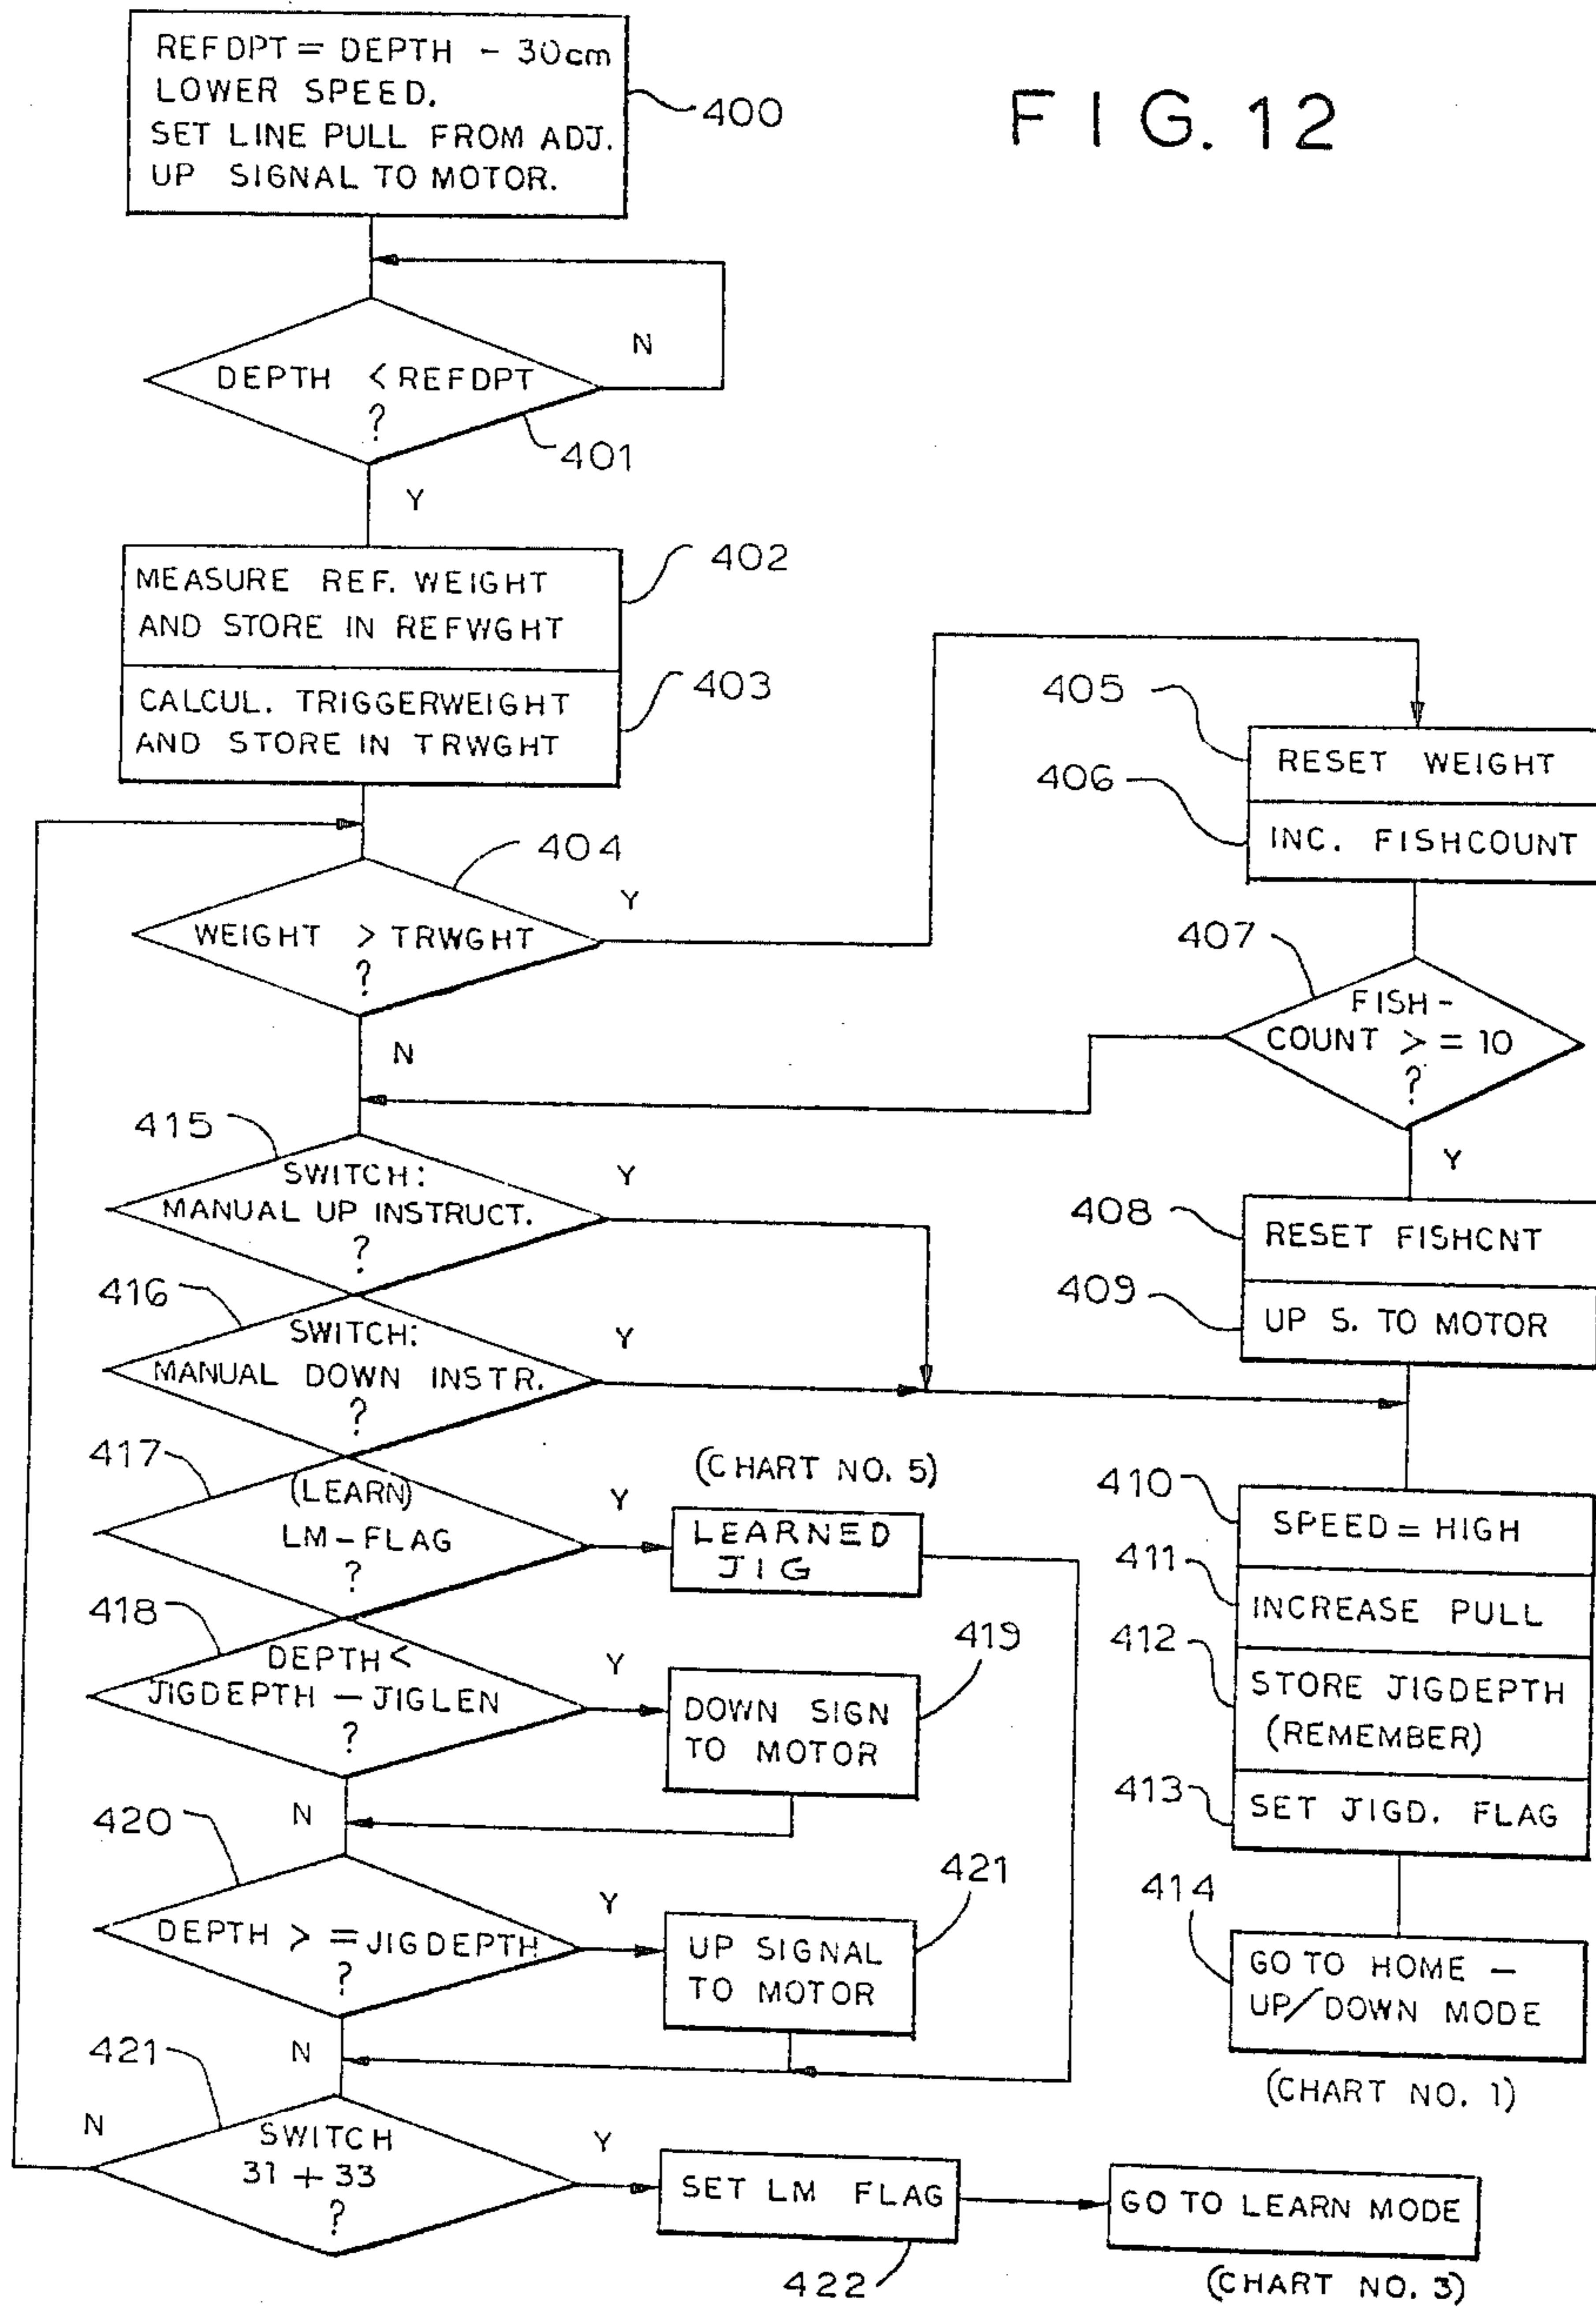 FIG. 12
REFDPT = DEPTH - 30cm
LOWER SPEED.
SET LINE PULL FROM ADJ.
UP SIGNAL TO MOTOR.
400
DEPTH < REFDPT
?
N
401
Y
MEASURE REF. WEIGHT
AND STORE IN REFWGHT
402
CALCUL. TRIGGERWEIGHT
AND STORE IN TRWGHT
403
404
WEIGHT > TRWGHT
?
Y
N
405
RESET WEIGHT
406
INC. FISHCOUNT
407
FISH-
COUNT > = 10
?
Y
408
RESET FISHCNT
409
UP S. TO MOTOR
415
SWITCH:
MANUAL UP INSTRUCT.
?
Y
416
SWITCH:
MANUAL DOWN INSTR.
?
Y
417
(LEARN)
LM-FLAG
?
Y
(CHART NO. 5)
LEARNED
JIG
418
DEPTH <
JIGDEPTH - JIGLEN
?
Y
N
419
DOWN SIGN
TO MOTOR
420
DEPTH > = JIGDEPTH
?
Y
N
421
UP SIGNAL
TO MOTOR
410
SPEED = HIGH
411
INCREASE PULL
412
STORE JIGDEPTH
(REMEMBER)
413
SET JIGD. FLAG
414
GO TO HOME -
UP/DOWN MODE
(CHART NO. 1)
421
SWITCH
31 + 33
?
N
Y
SET LM FLAG
422
GO TO LEARN MODE
(CHART NO. 3)